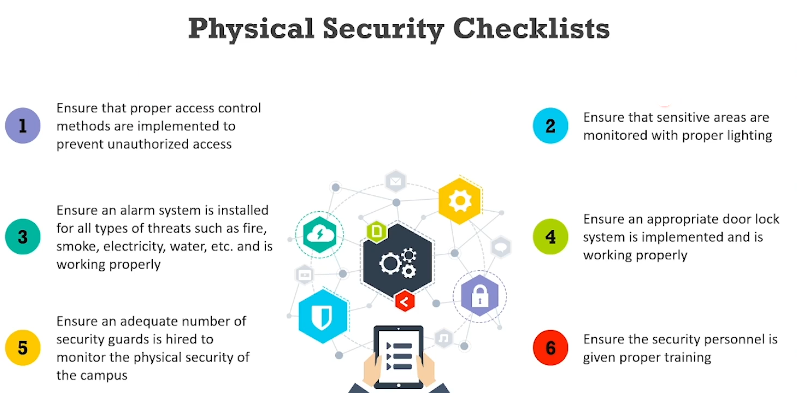 Physical Security Checklists
1
Ensure that proper access control
methods are implemented to
prevent unauthorized access
2
Ensure that sensitive areas are
monitored with proper lighting
3
Ensure an alarm system is installed
for all types of threats such as fire,
smoke, electricity, water, etc. and is
working properly
4
Ensure an appropriate door lock
system is implemented and is
working properly
5
Ensure an adequate number of
security guards is hired to
monitor the physical security of
the campus
6
Ensure the security personnel is
given proper training